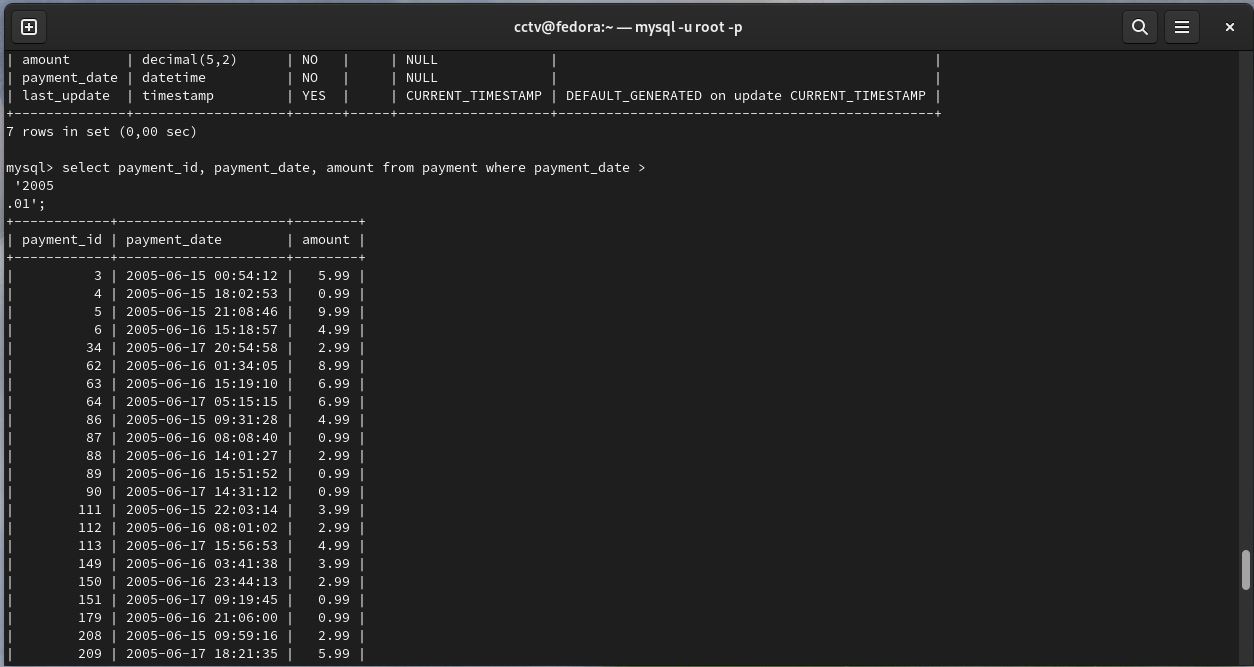 cctv@fedora:~ — mysql -u root -p
| amount       | decimal(5,2)      | NO   |     | NULL              |                                               |
| payment_date | datetime          | NO   |     | NULL              |                                               |
| last_update  | timestamp         | YES  |     | CURRENT_TIMESTAMP | DEFAULT_GENERATED on update CURRENT_TIMESTAMP |
+--------------+-------------------+------+-----+-------------------+-----------------------------------------------+
7 rows in set (0,00 sec)
mysql> select payment_id, payment_date, amount from payment where payment_date >
 '2005
.01';
+------------+---------------------+--------+
| payment_id | payment_date        | amount |
+------------+---------------------+--------+
|          3 | 2005-06-15 00:54:12 |   5.99 |
|          4 | 2005-06-15 18:02:53 |   0.99 |
|          5 | 2005-06-15 21:08:46 |   9.99 |
|          6 | 2005-06-16 15:18:57 |   4.99 |
|         34 | 2005-06-17 20:54:58 |   2.99 |
|         62 | 2005-06-16 01:34:05 |   8.99 |
|         63 | 2005-06-16 15:19:10 |   6.99 |
|         64 | 2005-06-17 05:15:15 |   6.99 |
|         86 | 2005-06-15 09:31:28 |   4.99 |
|         87 | 2005-06-16 08:08:40 |   0.99 |
|         88 | 2005-06-16 14:01:27 |   2.99 |
|         89 | 2005-06-16 15:51:52 |   0.99 |
|         90 | 2005-06-17 14:31:12 |   0.99 |
|        111 | 2005-06-15 22:03:14 |   3.99 |
|        112 | 2005-06-16 08:01:02 |   2.99 |
|        113 | 2005-06-17 15:56:53 |   4.99 |
|        149 | 2005-06-16 03:41:38 |   3.99 |
|        150 | 2005-06-16 23:44:13 |   2.99 |
|        151 | 2005-06-17 09:19:45 |   0.99 |
|        179 | 2005-06-16 21:06:00 |   0.99 |
|        208 | 2005-06-15 09:59:16 |   2.99 |
|        209 | 2005-06-17 18:21:35 |   5.99 |